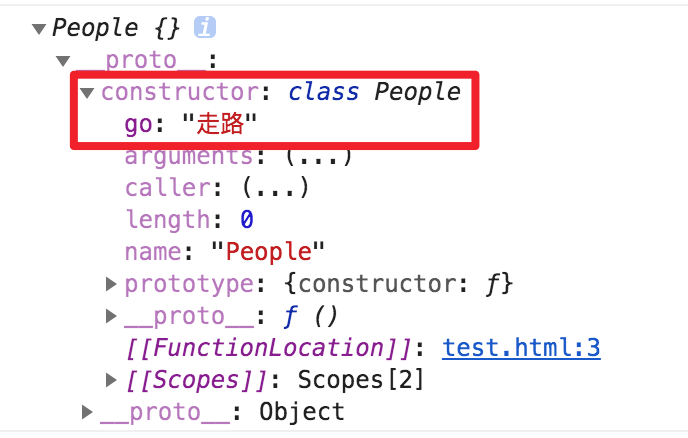 People {} i
__proto__:
constructor: class People
go: "走路"
arguments: (...)
caller: (...)
length: 0
name: "People"
prototype: {constructor: ƒ}
__proto__: ƒ ()
[[FunctionLocation]]: test.html:3
[[Scopes]]: Scopes[2]
__proto__: Object